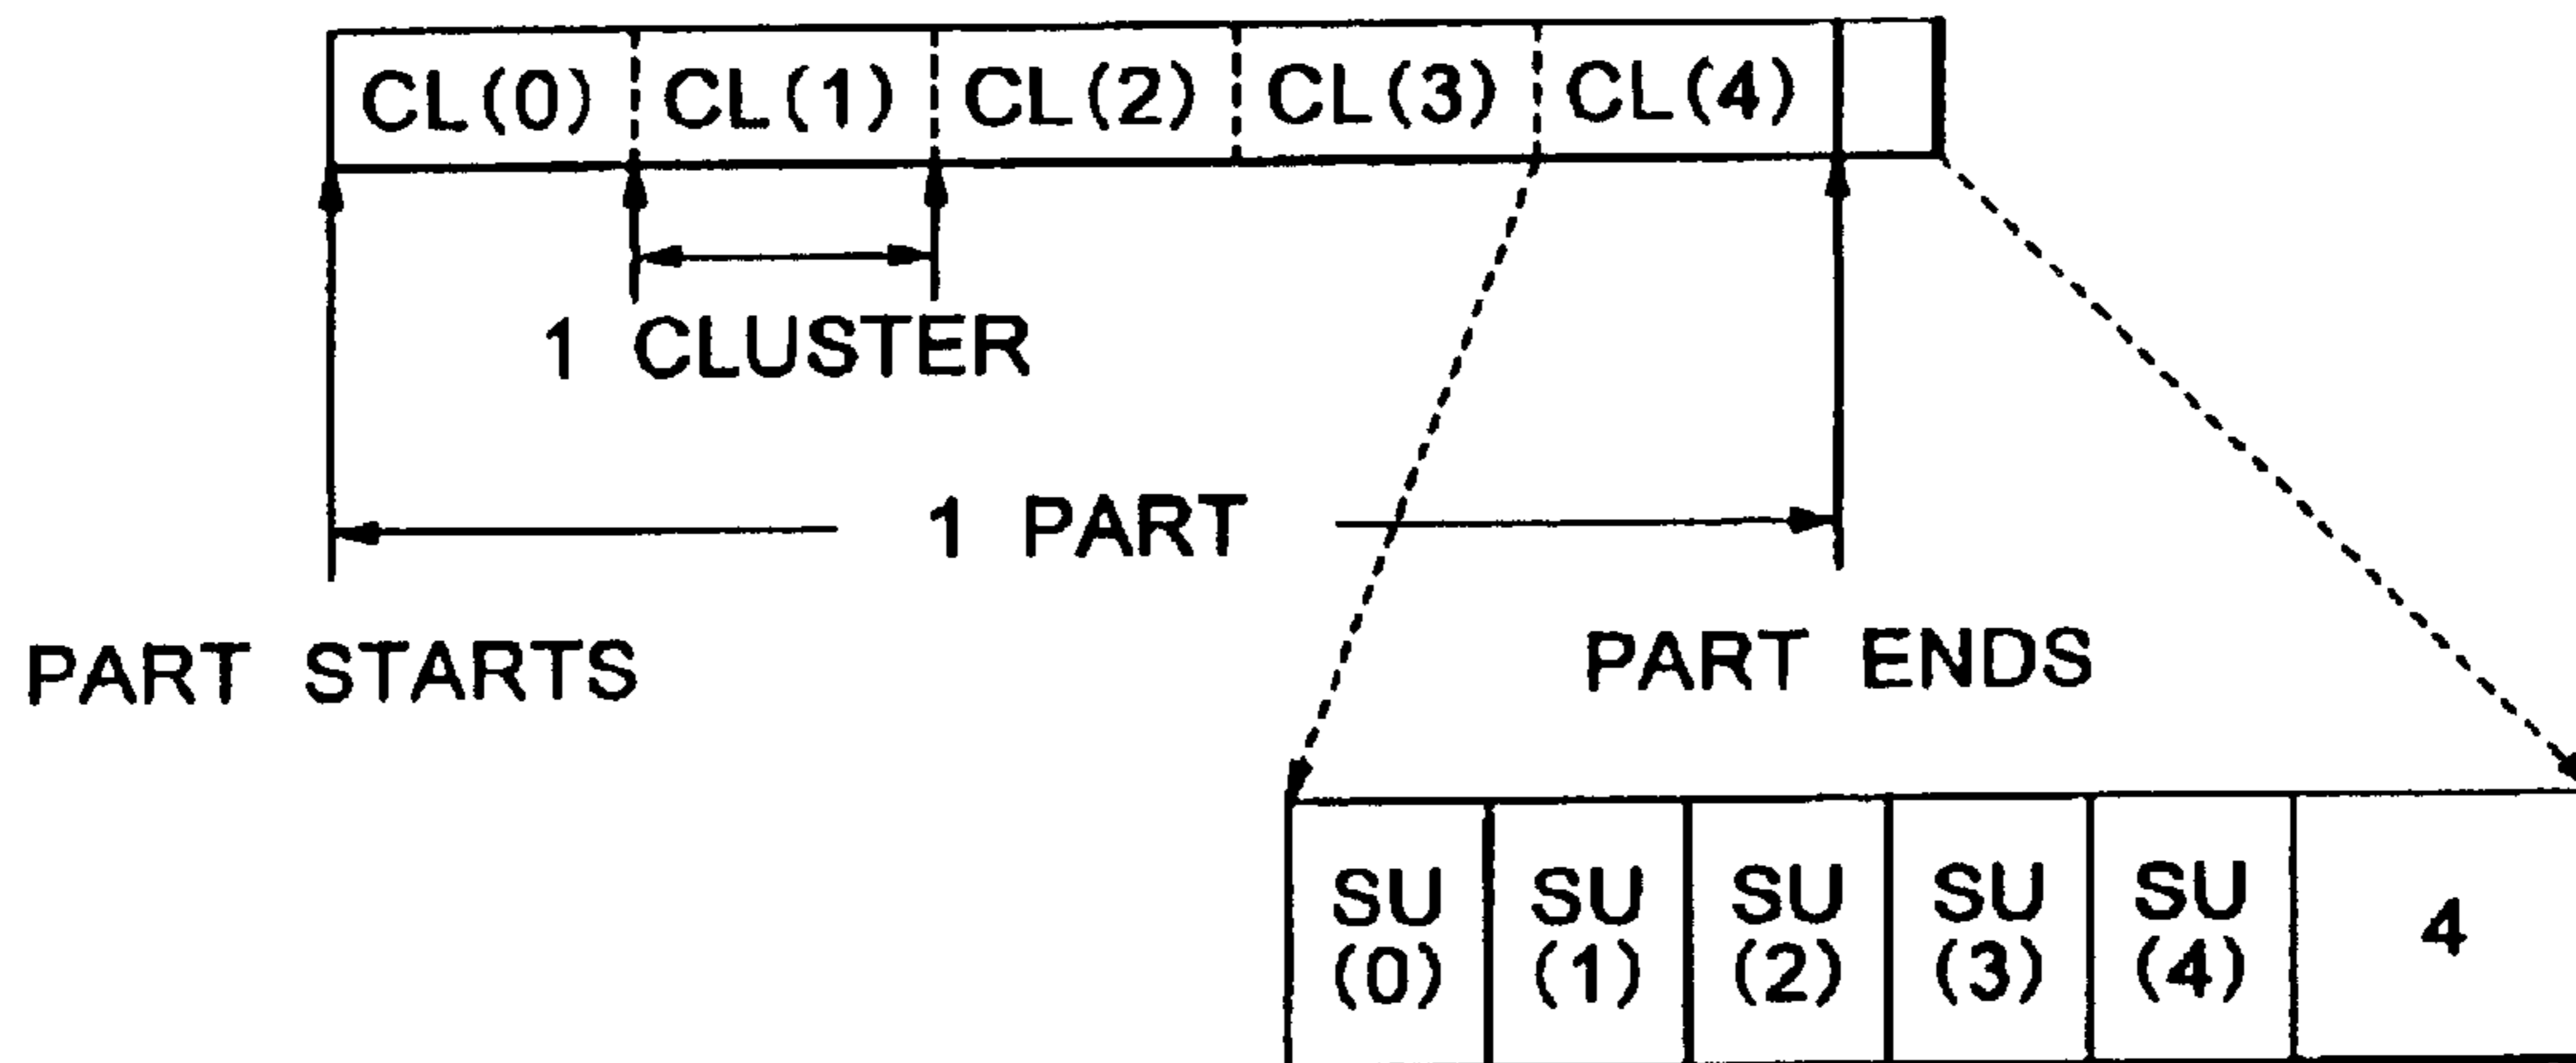 CL(0) CL(1) CL(2) CL(3) CL(4)
1 CLUSTER
1 PART
PART STARTS
PART ENDS
SU SU SU SU SU
(0) (1) (2) (3) (4)
4